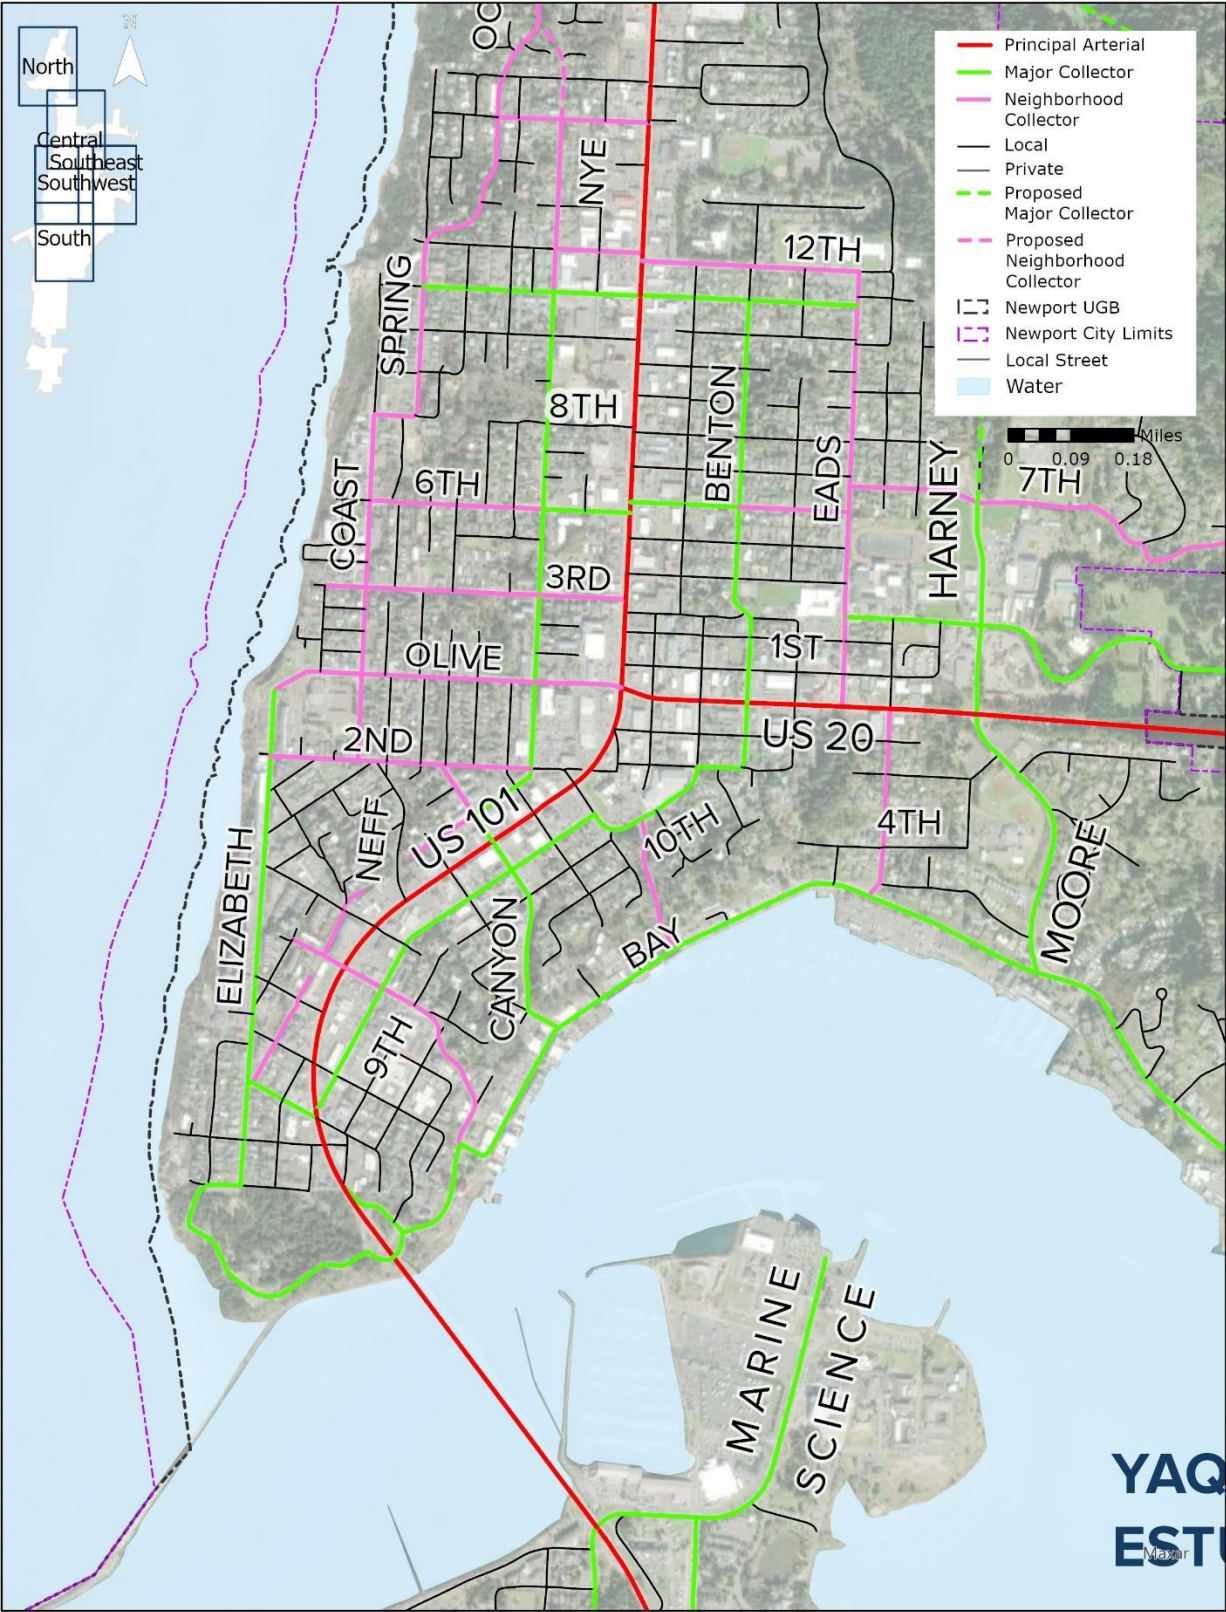 N
North
Central
Southeast
Southwest
South
OC
Principal Arterial
Major Collector
Neighborhood
Collector
Local
Private
Proposed
Major Collector
Proposed
Neighborhood
Collector
Newport UGB
Newport City Limits
Local Street
Water
Miles
0 0.09 0.18
NYE
12TH
SPRING
8TH
BENTON
EADS
HARNEY
7TH
COAST
6TH
3RD
1ST
OLIVE
2ND
US 20
NEFF
US 101
10TH
4TH
ELIZABETH
MOORE
CANYON
BAY
9TH
MARINE
SCIENCE
YAQ
ESTU
Maxar